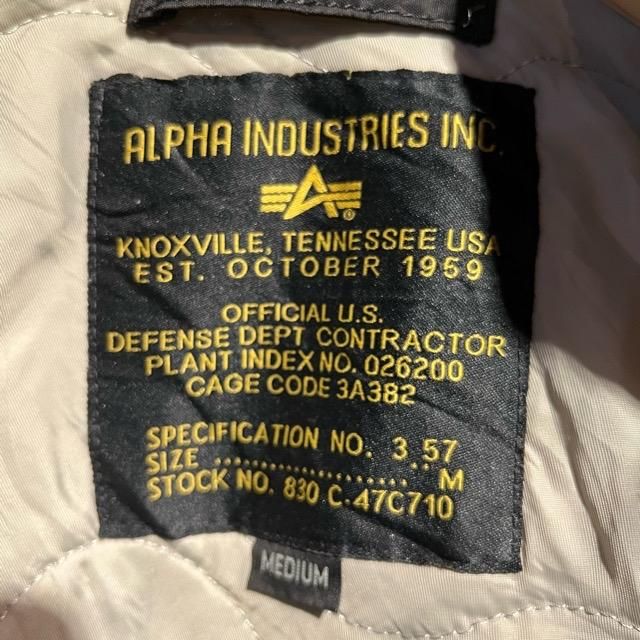 ALPHA INDUSTRIES INC.
A
®
KNOXVILLE, TENNESSEE USA
EST. OCTOBER 1959
OFFICIAL U.S.
DEFENSE DEPT CONTRACTOR
PLANT INDEX NO. 026200
CAGE CODE 3A382
SPECIFICATION NO. 3.57
SIZE ........................ M
STOCK NO. 830 C-47C710
MEDIUM